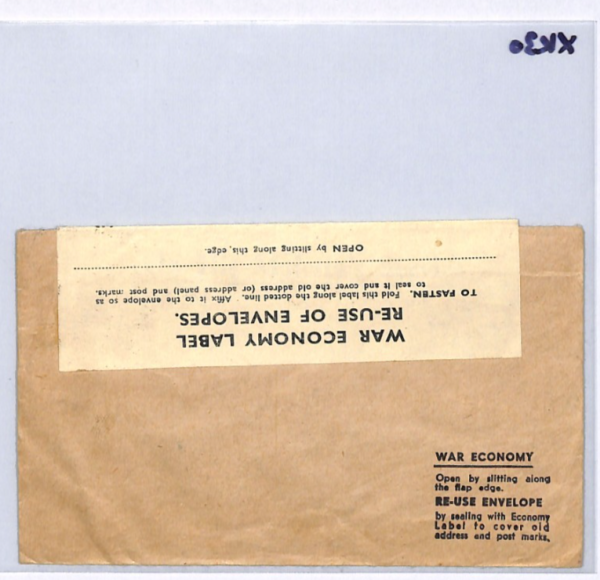 XK30
WAR ECONOMY LABEL
RE-USE OF ENVELOPES.
TO FASTEN. Fold this label along the dotted line. Affix it to the envelope so as
to seal it and cover the old address (or address panel) and post marks.
OPEN by slitting along this edge.
WAR ECONOMY
Open by slitting along
the flap edge.
RE-USE ENVELOPE
by sealing with Economy
Label to cover old
address and post marks.